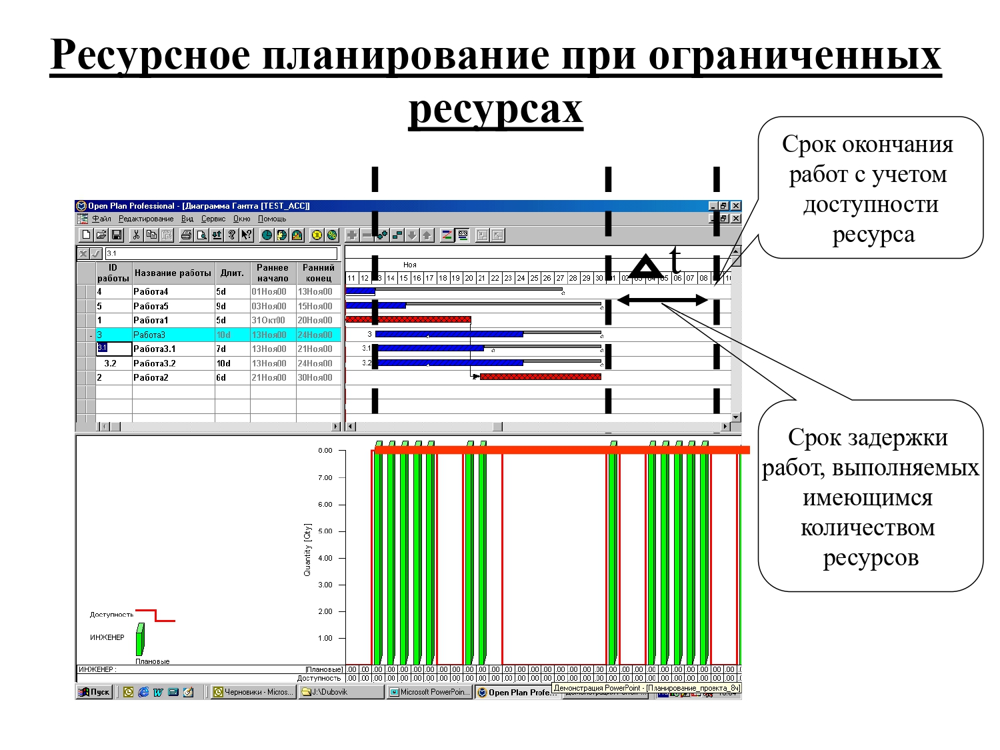 Ресурсное планирование при ограниченных
ресурсах
Срок окончания
работ с учетом
доступности
ресурса
Open Plan Professional - [Диаграмма Гантта [TEST_ACC]]
Файл Редактирование Вид Сервис Окно Помощь
3.1
ID работы Название работы Длит. Раннее начало Ранний конец
Ноя
11 12 13 14 15 16 17 18 19 20 21 22 23 24 25 26 27 28 29 30 01 02 03 04 05 06 07 08
t
4 Работа4 5d 01Ноя00 13Ноя00
5 Работа5 9d 03Ноя00 15Ноя00
1 Работа1 5d 31Окт00 20Ноя00
3 Работа3 10d 13Ноя00 24Ноя00 3
3.1 Работа3.1 7d 13Ноя00 21Ноя00 3.1
3.2 Работа3.2 10d 13Ноя00 24Ноя00 3.2
2 Работа2 6d 21Ноя00 30Ноя00
Срок задержки
работ, выполняемых
имеющимся
количеством
ресурсов
6.00
7.00
6.00
5.00
4.00
3.00
2.00
1.00
Quantity [Qty]
Доступность
ИНЖЕНЕР
Плановые
ИНЖЕНЕР : [Плановые] .00 .00 .00 .00 .00 .00 .00 .00 .00 .00 .00 .00 .00 .00 .00 .00 .00 .00 .00 .00 .00 .00 .00 .00 .00 .00 .00 .00 .00 .00
Доступность .00 .00 .00 .00 .00 .00 .00 .00 .00 .00 .00 .00 .00 .00 .00 .00 .00 .00 .00 .00 .00 .00 .00 .00 .00 .00 .00 .00 .00 .00
Демонстрация PowerPoint - [Планирование_проекта_8ч]
Пуск Черновики - Micros... J:\Dubovik Microsoft PowerPoin... Open Plan Profe...